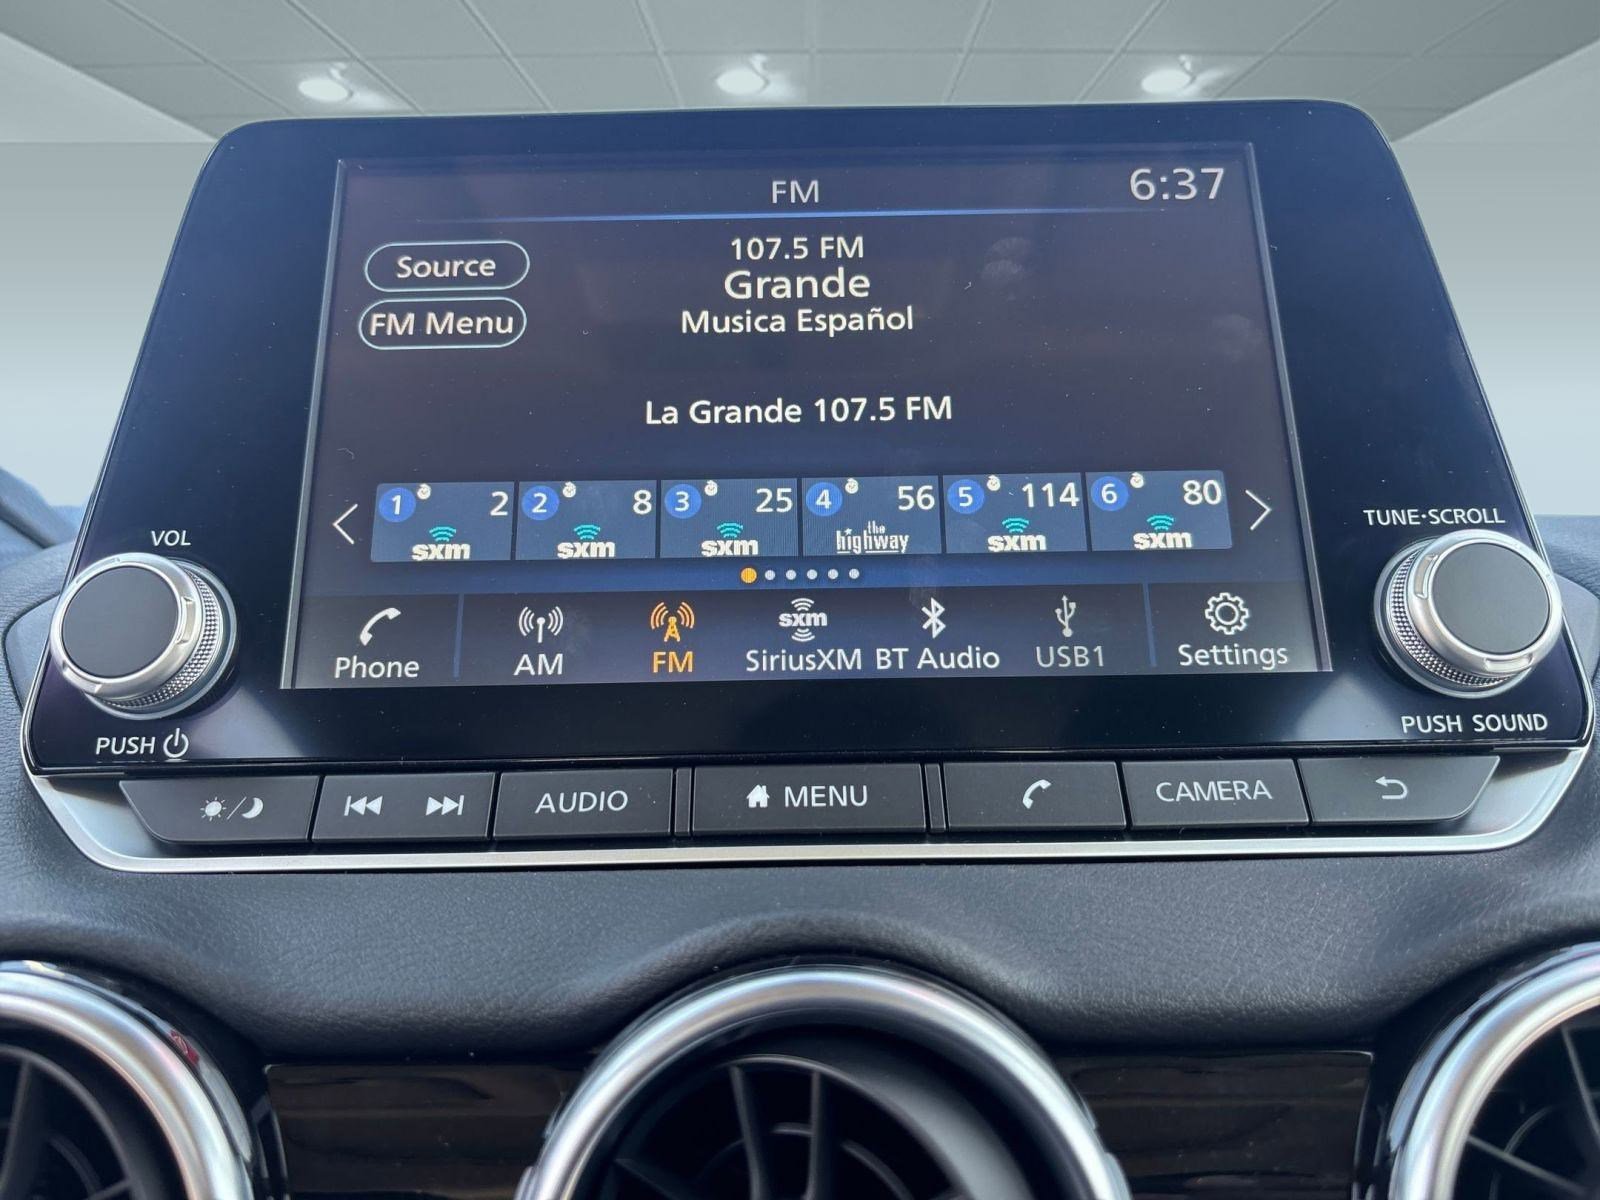 FM
6:37
Source
FM Menu
107.5 FM
Grande
Musica Español
La Grande 107.5 FM
1 2 sxm
2 8 sxm
3 25 sxm
4 56 the highway
5 114 sxm
6 80 sxm
Phone
AM
FM
sxm
SiriusXM
BT Audio
USB1
Settings
VOL
PUSH
TUNE·SCROLL
PUSH SOUND
AUDIO
MENU
CAMERA